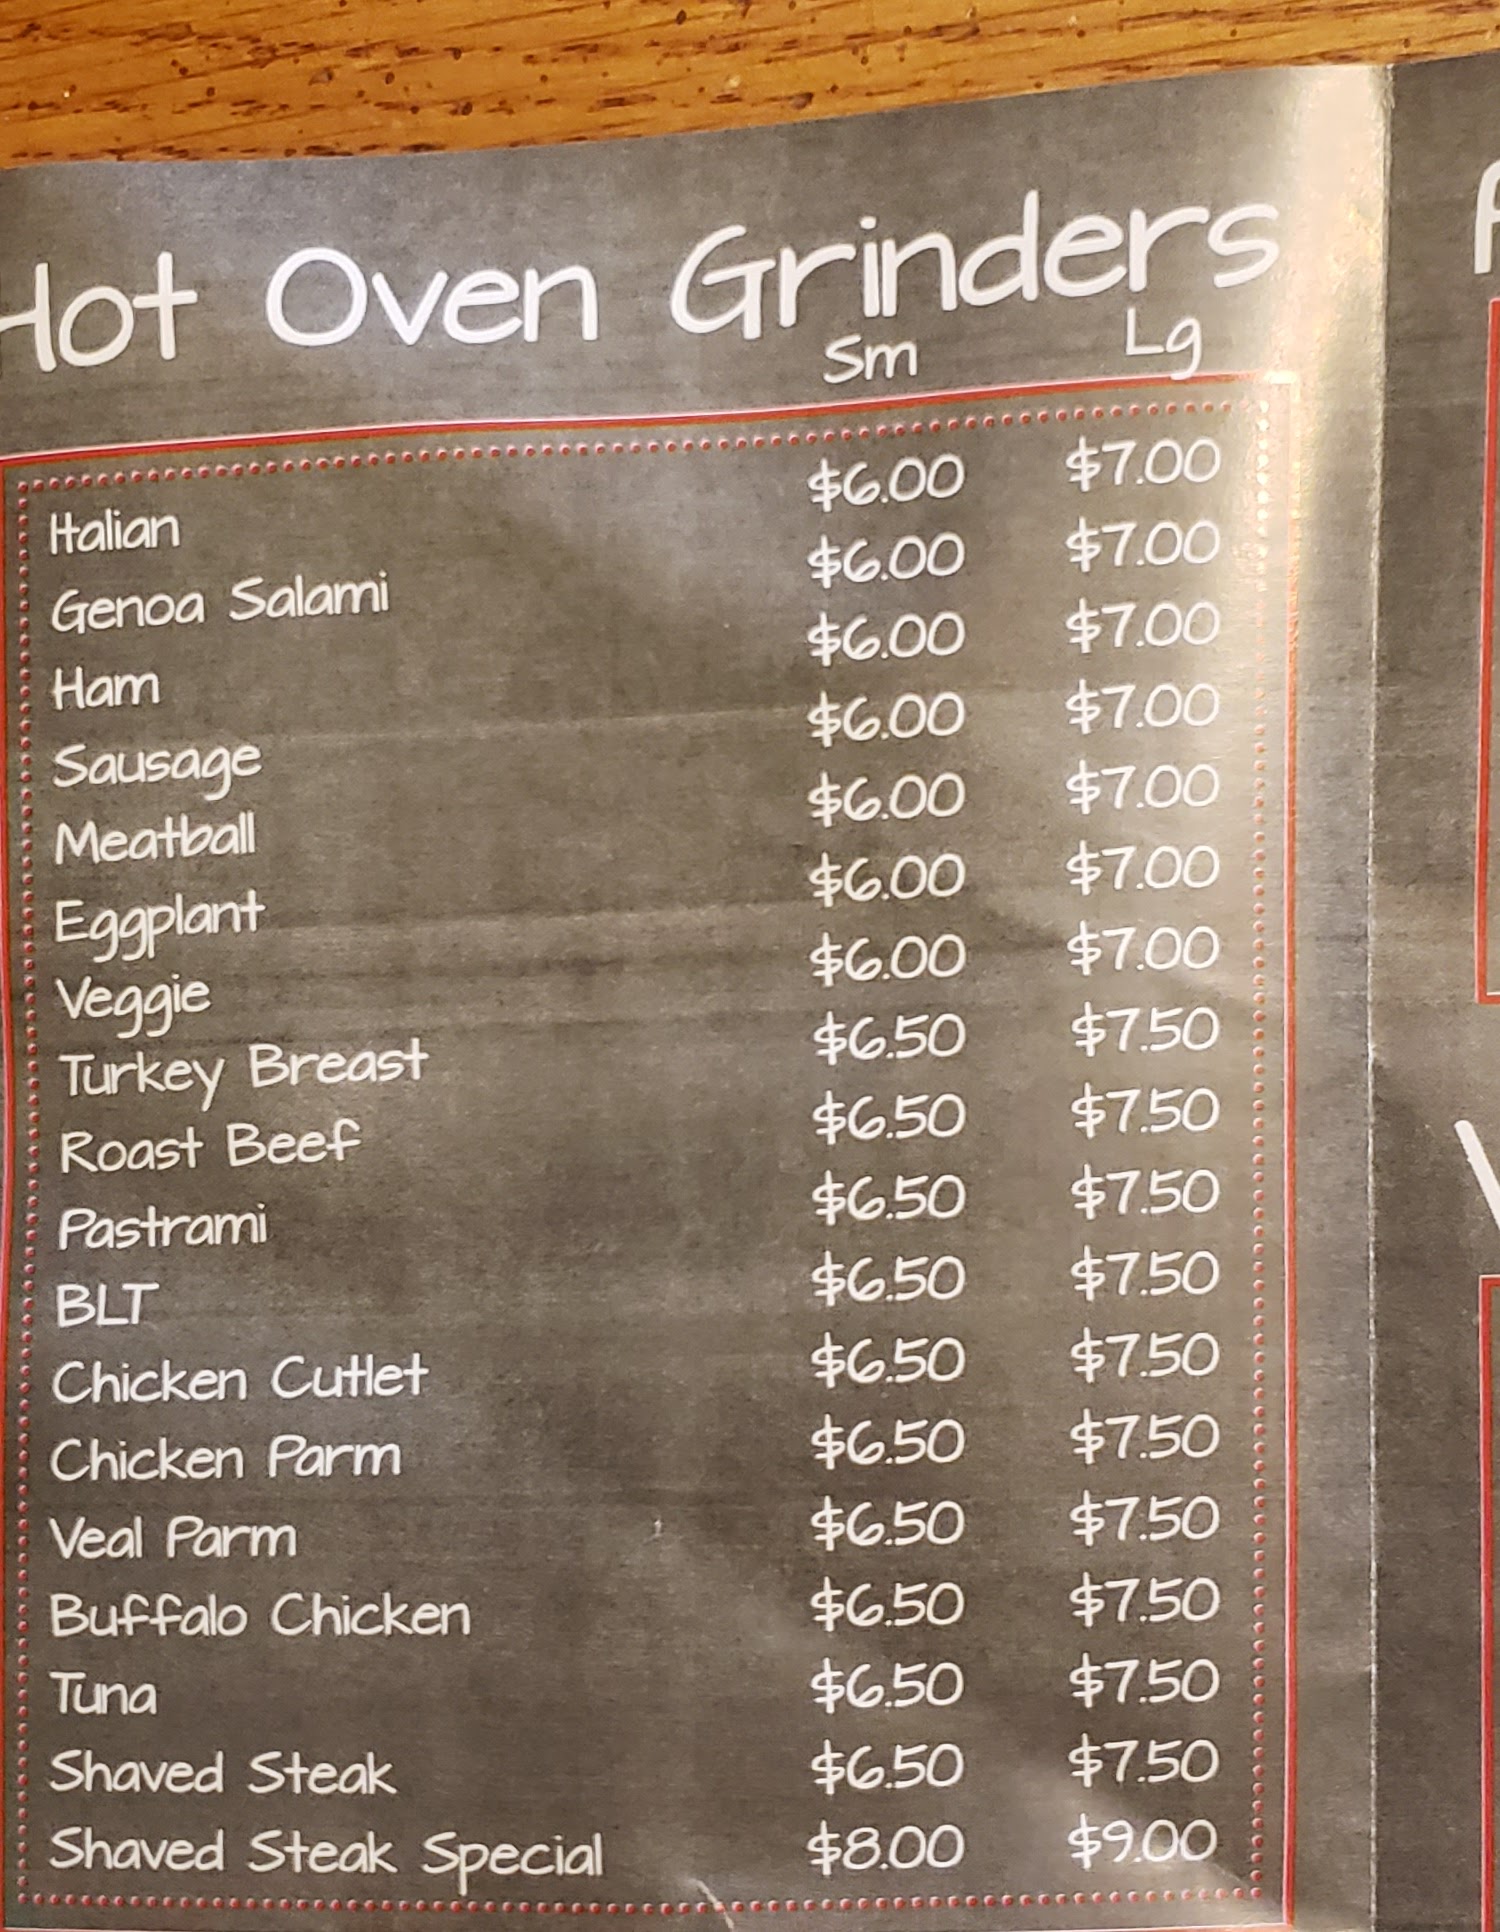 Hot Oven Grinders
Sm Lg
Italian $6.00 $7.00
Genoa Salami $6.00 $7.00
Ham $6.00 $7.00
Sausage $6.00 $7.00
Meatball $6.00 $7.00
Eggplant $6.00 $7.00
Veggie $6.00 $7.00
Turkey Breast $6.50 $7.50
Roast Beef $6.50 $7.50
Pastrami $6.50 $7.50
BLT $6.50 $7.50
Chicken Cutlet $6.50 $7.50
Chicken Parm $6.50 $7.50
Veal Parm $6.50 $7.50
Buffalo Chicken $6.50 $7.50
Tuna $6.50 $7.50
Shaved Steak $6.50 $7.50
Shaved Steak Special $8.00 $9.00